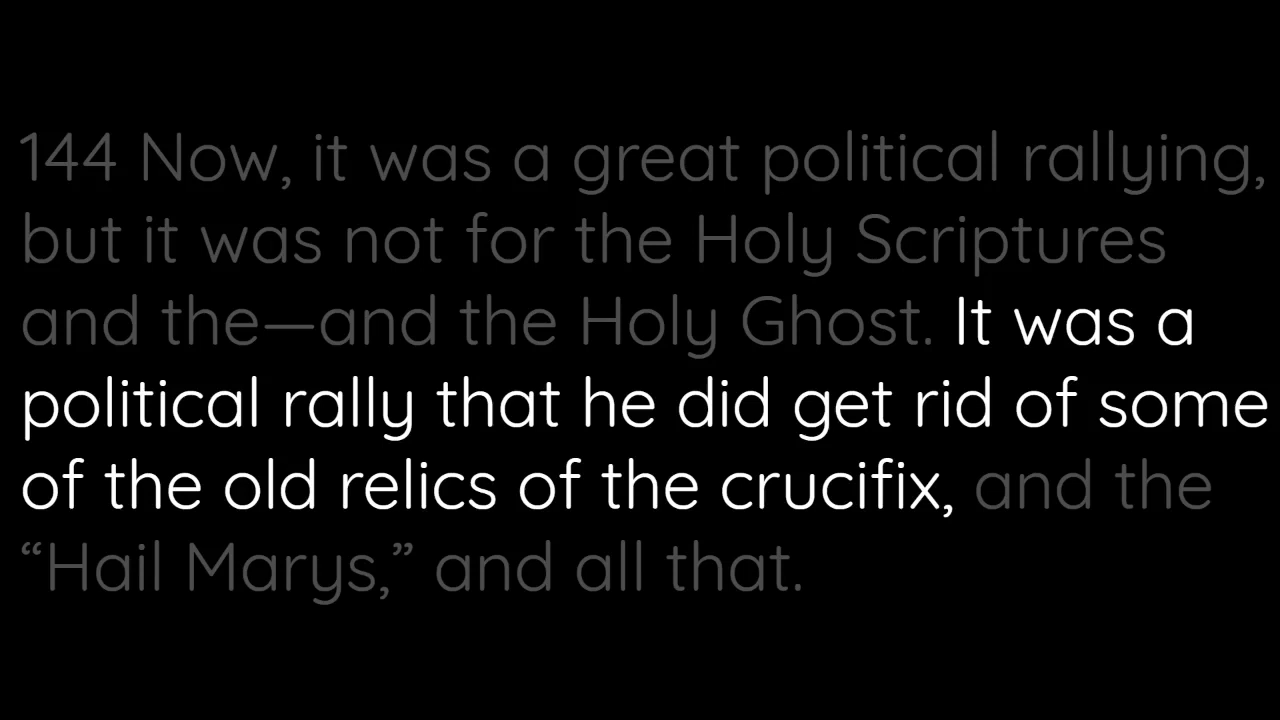 144 Now, it was a great political rallying,
but it was not for the Holy Scriptures
and the—and the Holy Ghost. It was a
political rally that he did get rid of some
of the old relics of the crucifix, and the
“Hail Marys,” and all that.